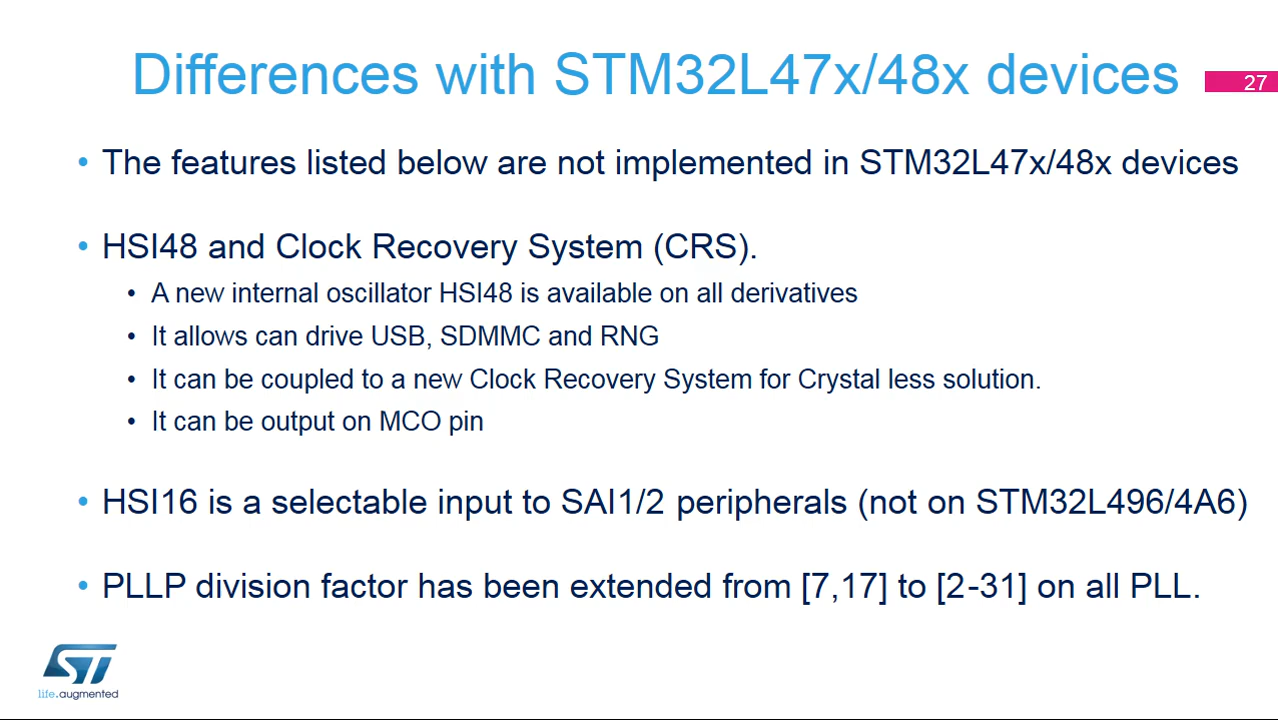 Differences with STM32L47x/48x devices
27
• The features listed below are not implemented in STM32L47x/48x devices
• HSI48 and Clock Recovery System (CRS).
• A new internal oscillator HSI48 is available on all derivatives
• It allows can drive USB, SDMMC and RNG
• It can be coupled to a new Clock Recovery System for Crystal less solution.
• It can be output on MCO pin
• HSI16 is a selectable input to SAI1/2 peripherals (not on STM32L496/4A6)
• PLLP division factor has been extended from [7,17] to [2-31] on all PLL.
ST
life.augmented